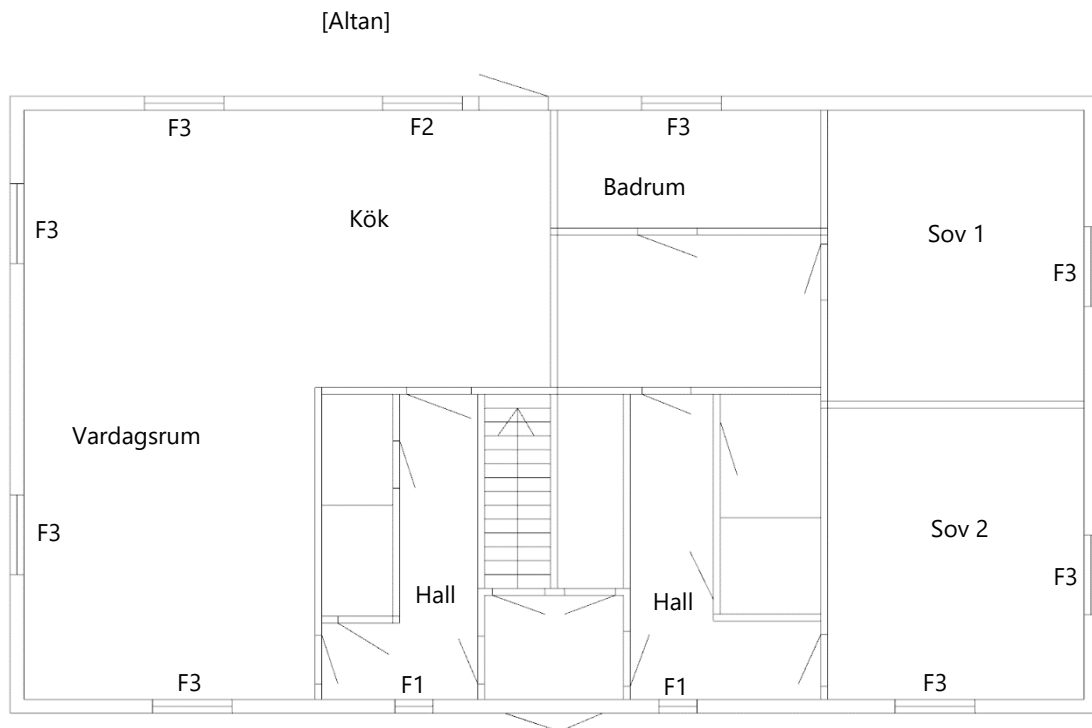 [Altan]
F3
F2
F3
Badrum
Kök
F3
Sov 1
F3
Vardagsrum
F3
Sov 2
F3
Hall
Hall
F3
F1
F1
F3